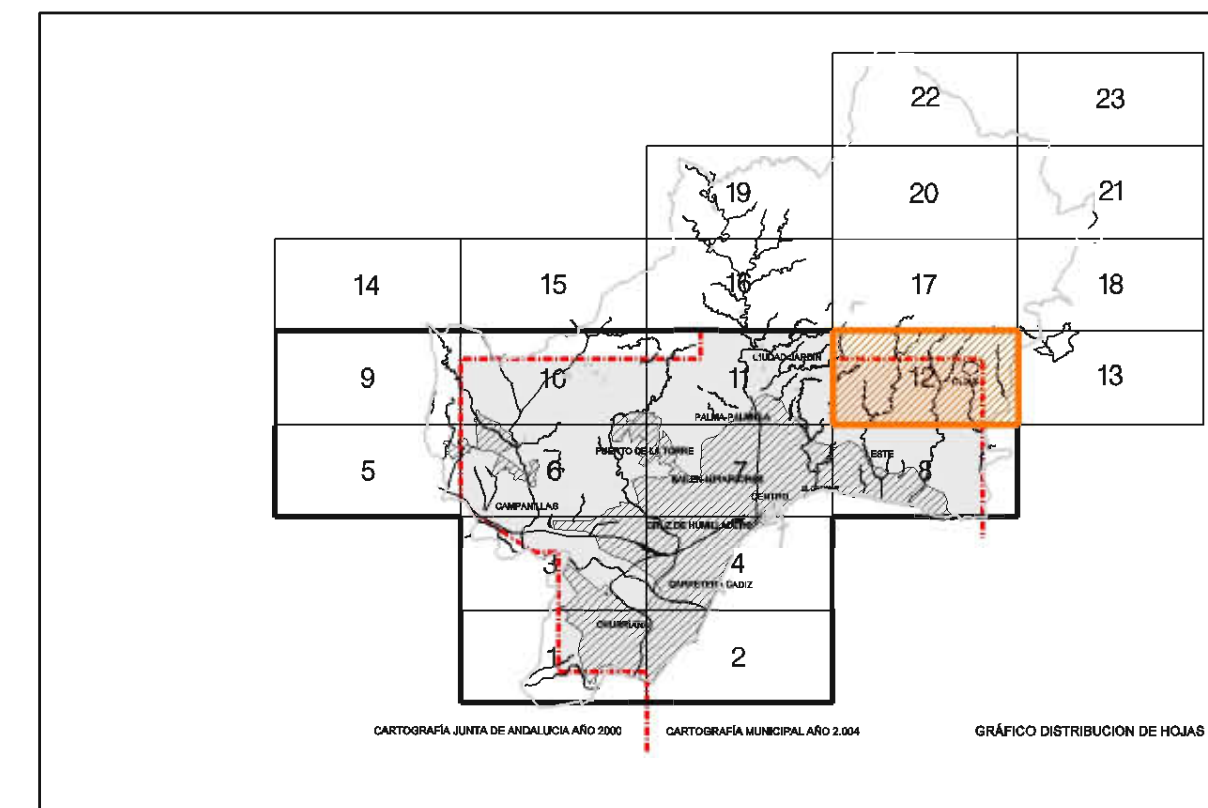 22 23
19 20 21
14 15 16 17 18
CIUDAD JARDIN
9 10 11 12 13
PALMA-PALMILLA
PUERTO DE LA TORRE ESTE
5 6 7 8
CENTRO
CAMPANILLAS
CRUZ DE HUMILLADERO
3 4
CHURRIANA
1 2
CARTOGRAFÍA JUNTA DE ANDALUCIA AÑO 2000 CARTOGRAFÍA MUNICIPAL AÑO 2.004 GRÁFICO DISTRIBUCION DE HOJAS